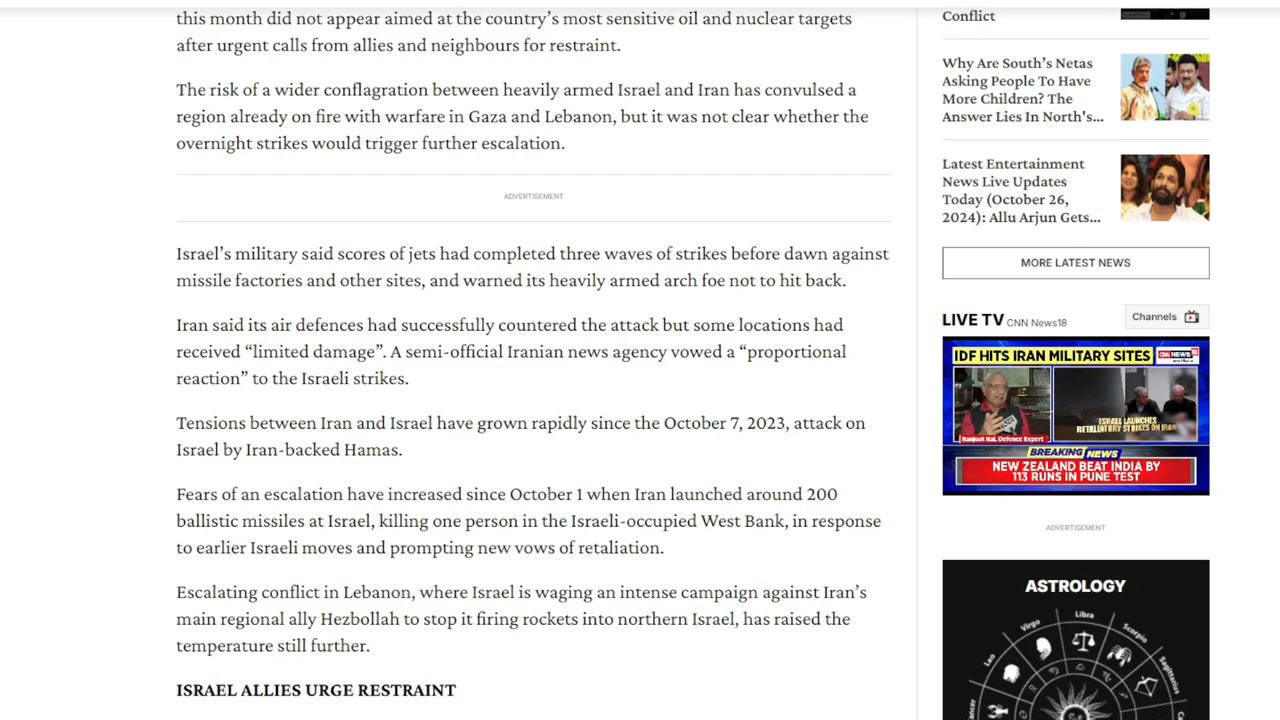 this month did not appear aimed at the country’s most sensitive oil and nuclear targets
after urgent calls from allies and neighbours for restraint.
The risk of a wider conflagration between heavily armed Israel and Iran has convulsed a
region already on fire with warfare in Gaza and Lebanon, but it was not clear whether the
overnight strikes would trigger further escalation.
ADVERTISEMENT
Israel’s military said scores of jets had completed three waves of strikes before dawn against
missile factories and other sites, and warned its heavily armed arch foe not to hit back.
Iran said its air defences had successfully countered the attack but some locations had
received “limited damage”. A semi-official Iranian news agency vowed a “proportional
reaction” to the Israeli strikes.
Tensions between Iran and Israel have grown rapidly since the October 7, 2023, attack on
Israel by Iran-backed Hamas.
Fears of an escalation have increased since October 1 when Iran launched around 200
ballistic missiles at Israel, killing one person in the Israeli-occupied West Bank, in response
to earlier Israeli moves and prompting new vows of retaliation.
Escalating conflict in Lebanon, where Israel is waging an intense campaign against Iran’s
main regional ally Hezbollah to stop it firing rockets into northern Israel, has raised the
temperature still further.
ISRAEL ALLIES URGE RESTRAINT
Conflict
Why Are South’s Netas
Asking People To Have
More Children? The
Answer Lies In North's...
Latest Entertainment
News Live Updates
Today (October 26,
2024): Allu Arjun Gets...
MORE LATEST NEWS
LIVE TV CNN News18
Channels
IDF HITS IRAN MILITARY SITES
CNN NEWS 18
ISRAEL LAUNCHES
RETALIATORY STRIKES ON IRAN
Ranjeet Rai, Defence Expert
BREAKING NEWS
NEW ZEALAND BEAT INDIA BY
113 RUNS IN PUNE TEST
ADVERTISEMENT
ASTROLOGY
Libra
Virgo
Scorpio
Leo
Sagittarius